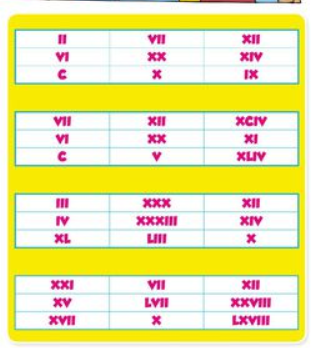 II VII XII
VI XX XIV
C X IX
VII XII XCIV
VI XX XI
C V XLIV
III XXX XII
IV XXXIII XIV
XL LIII X
XXI VII XII
XV LVII XXVIII
XVII X LXVIII